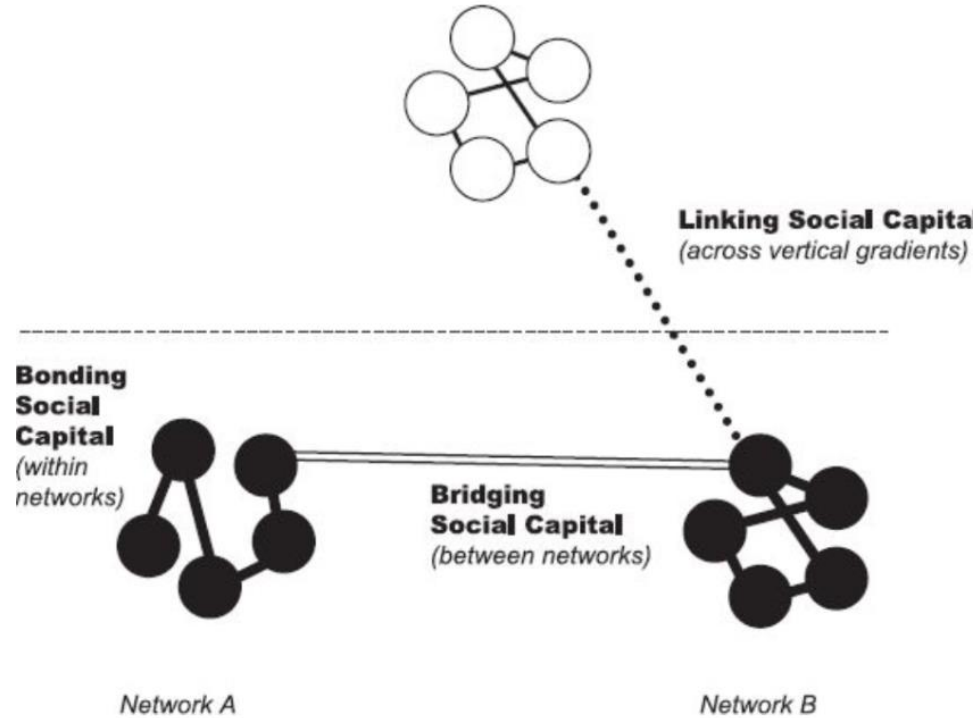 Linking Social Capital
(across vertical gradients)
Bonding
Social
Capital
(within
networks)
Bridging
Social Capital
(between networks)
Network A
Network B